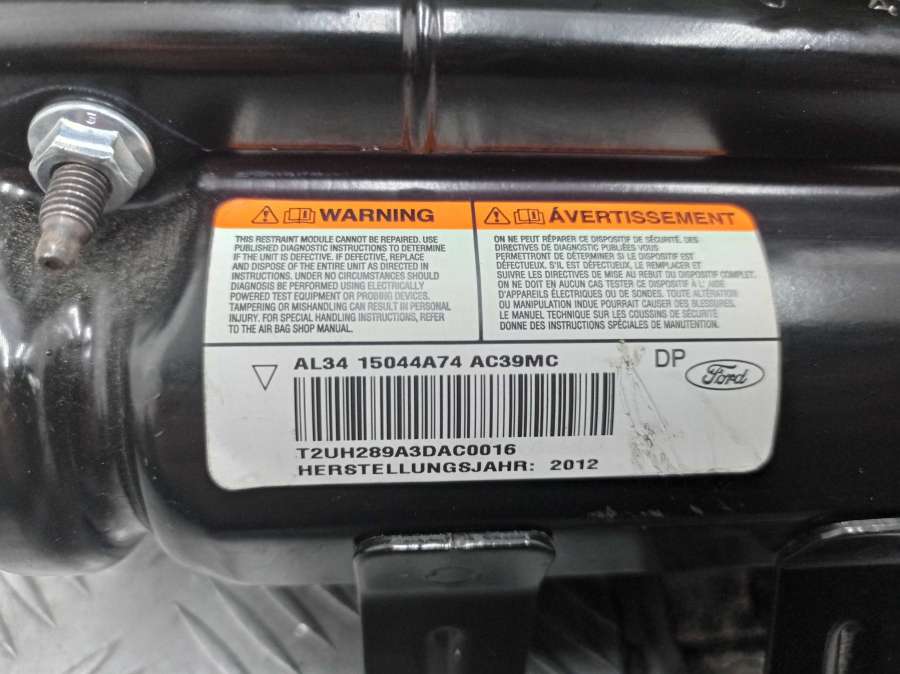 WARNING
THIS RESTRAINT MODULE CANNOT BE REPAIRED. USE
PUBLISHED DIAGNOSTIC INSTRUCTIONS TO DETERMINE
IF THE UNIT IS DEFECTIVE. IF DEFECTIVE, REPLACE
AND DISPOSE OF THE ENTIRE UNIT AS DIRECTED IN
INSTRUCTIONS. UNDER NO CIRCUMSTANCES SHOULD
DIAGNOSIS BE PERFORMED USING ELECTRICALLY
POWERED TEST EQUIPMENT OR PROBING DEVICES.
TAMPERING OR MISHANDLING CAN RESULT IN PERSONAL
INJURY. FOR SPECIAL HANDLING INSTRUCTIONS, REFER
TO THE AIR BAG SHOP MANUAL.
ÁVERTISSEMENT
ON NE PEUT RÉPARER CE DISPOSITIF DE SÉCURITÉ. DES
DIRECTIVES DE DIAGNOSTIC PUBLIÉES VOUS
PERMETTRONT DE DÉTERMINER SI LE DISPOSITIF EST
DÉFECTUEUX. S'IL EST DÉFECTUEUX, LE REMPLACER ET
SUIVRE LES DIRECTIVES DE MISE AU REBUT DU DISPOSITIF COMPLET.
ON NE DOIT EN AUCUN CAS TESTER CE DISPOSITIF À L' AIDE
D'APPAREILS ÉLECTRIQUES OU DE SONDES. TOUTE ALTÉRATION
OU MANIPULATION INDUE POURRAIT CAUSER DES BLESSURES.
LE MANUEL TECHNIQUE SUR LES COUSSINS DE SÉCURITÉ
DONNE DES INSTRUCTIONS SPÉCIALES DE MANUTENTION.
AL34 15044A74 AC39MC
DP
Ford
T2UH289A3DAC0016
HERSTELLUNGSJAHR: 2012